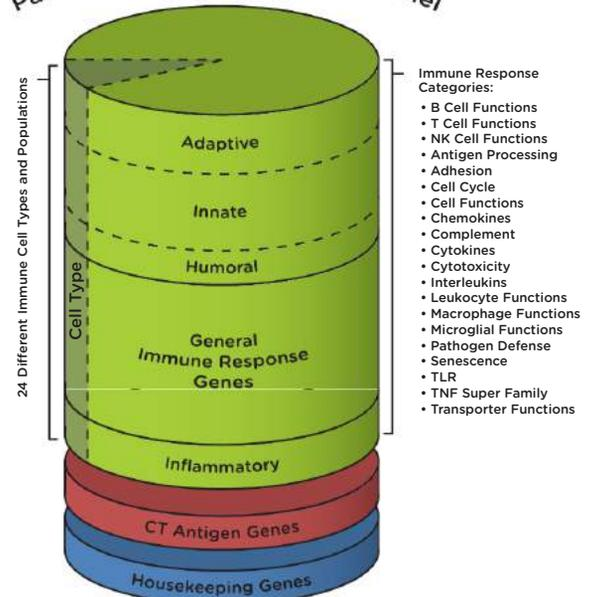 24 Different Immune Cell Types and Populations
Cell Type
Adaptive
Innate
Humoral
General
Immune Response
Genes
Inflammatory
CT Antigen Genes
Housekeeping Genes
Immune Response
Categories:
• B Cell Functions
• T Cell Functions
• NK Cell Functions
• Antigen Processing
• Adhesion
• Cell Cycle
• Cell Functions
• Chemokines
• Complement
• Cytokines
• Cytotoxicity
• Interleukins
• Leukocyte Functions
• Macrophage Functions
• Microglial Functions
• Pathogen Defense
• Senescence
• TLR
• TNF Super Family
• Transporter Functions